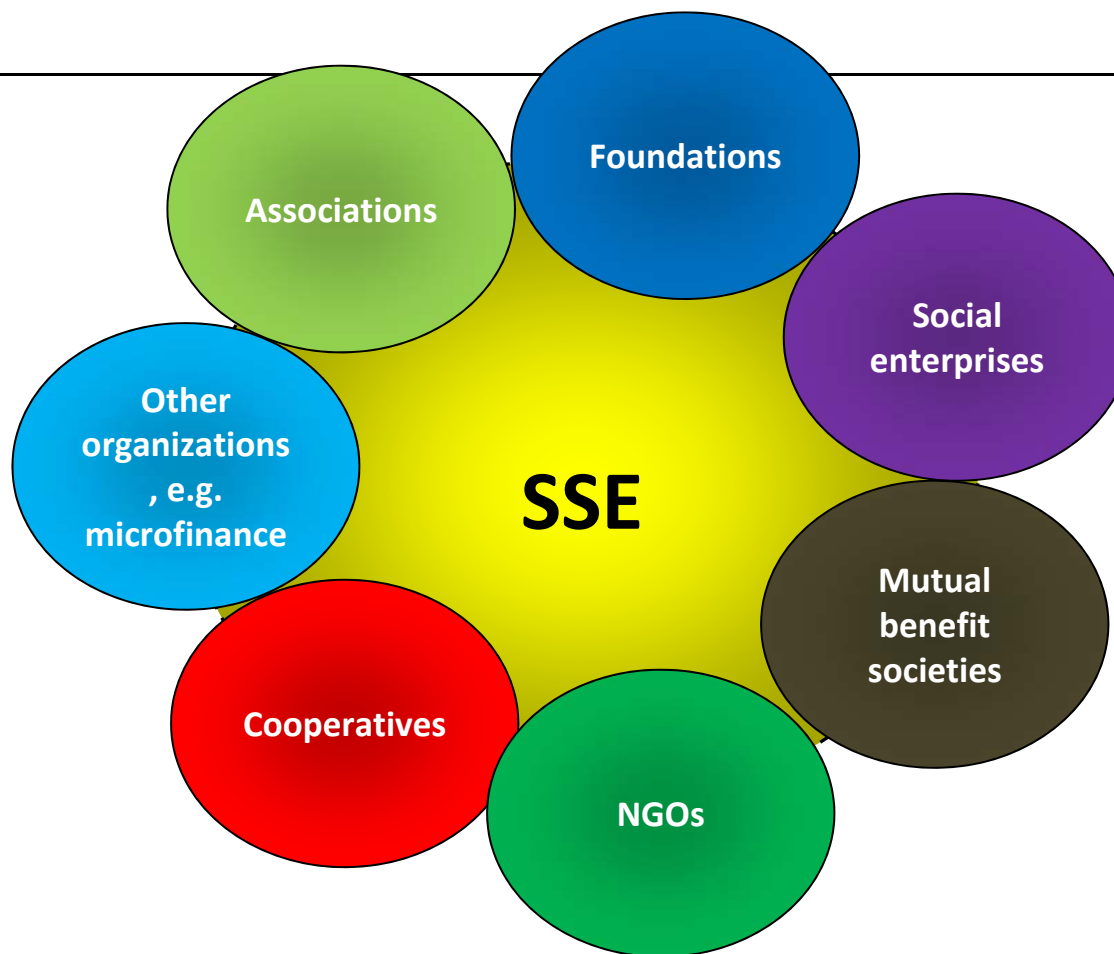 Foundations
Associations
Social
enterprises
Other
organizations
, e.g.
microfinance
SSE
Mutual
benefit
societies
Cooperatives
NGOs